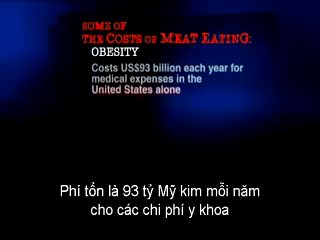 SOME OF
THE COSTS OF MEAT EATING:
OBESITY
Costs US$93 billion each year for
medical expenses in the
United States alone
Phí tổn là 93 tỷ Mỹ kim mỗi năm
cho các chi phí y khoa